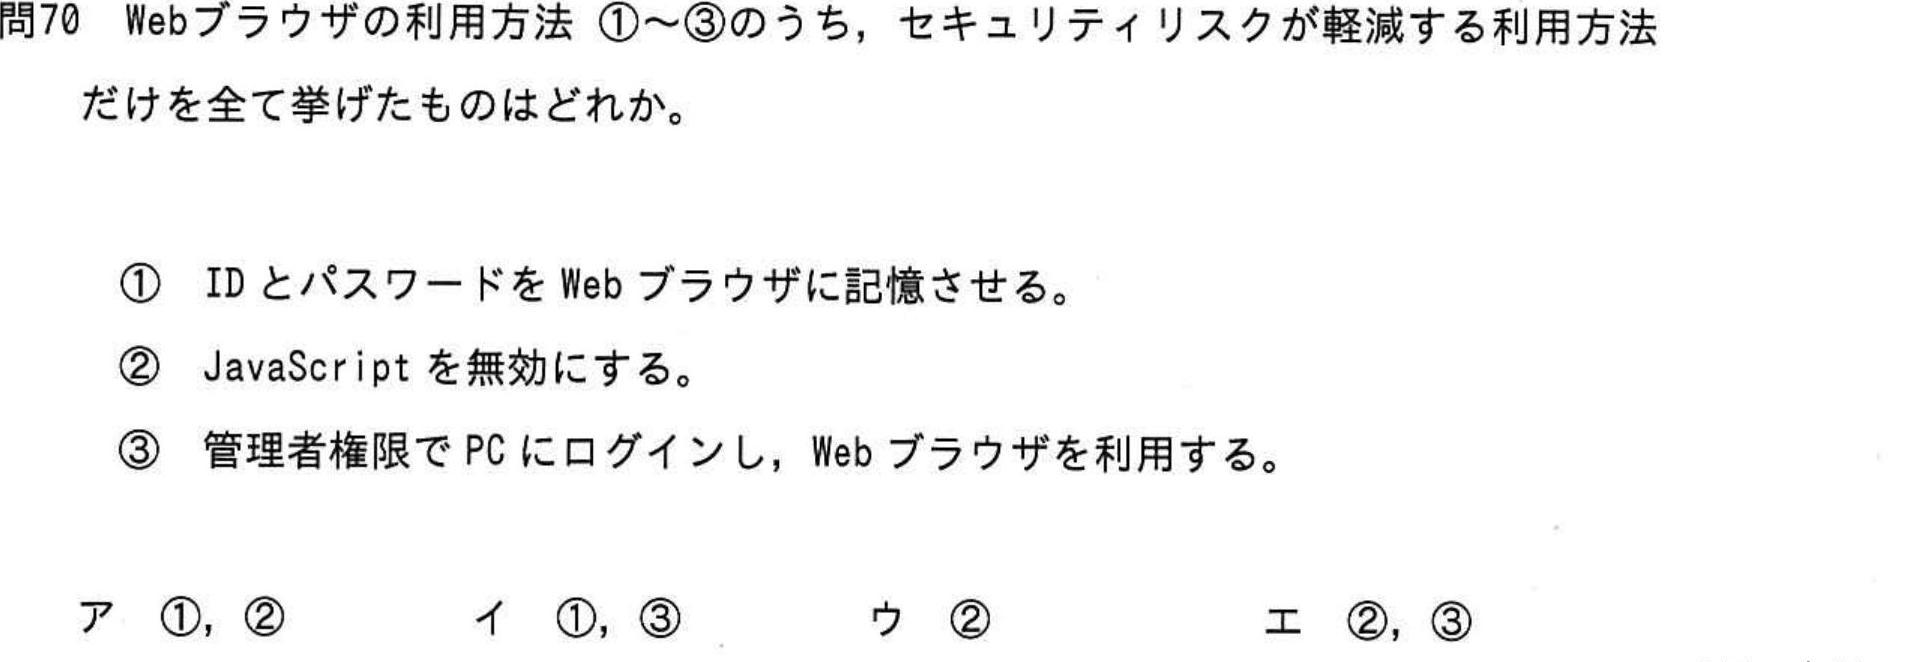 問70 Webブラウザの利用方法 ①～③のうち，セキュリティリスクが軽減する利用方法
だけを全て挙げたものはどれか。
① IDとパスワードをWebブラウザに記憶させる。
② JavaScriptを無効にする。
③ 管理者権限でPCにログインし，Webブラウザを利用する。
ア ①，② イ ①，③ ウ ② エ ②，③